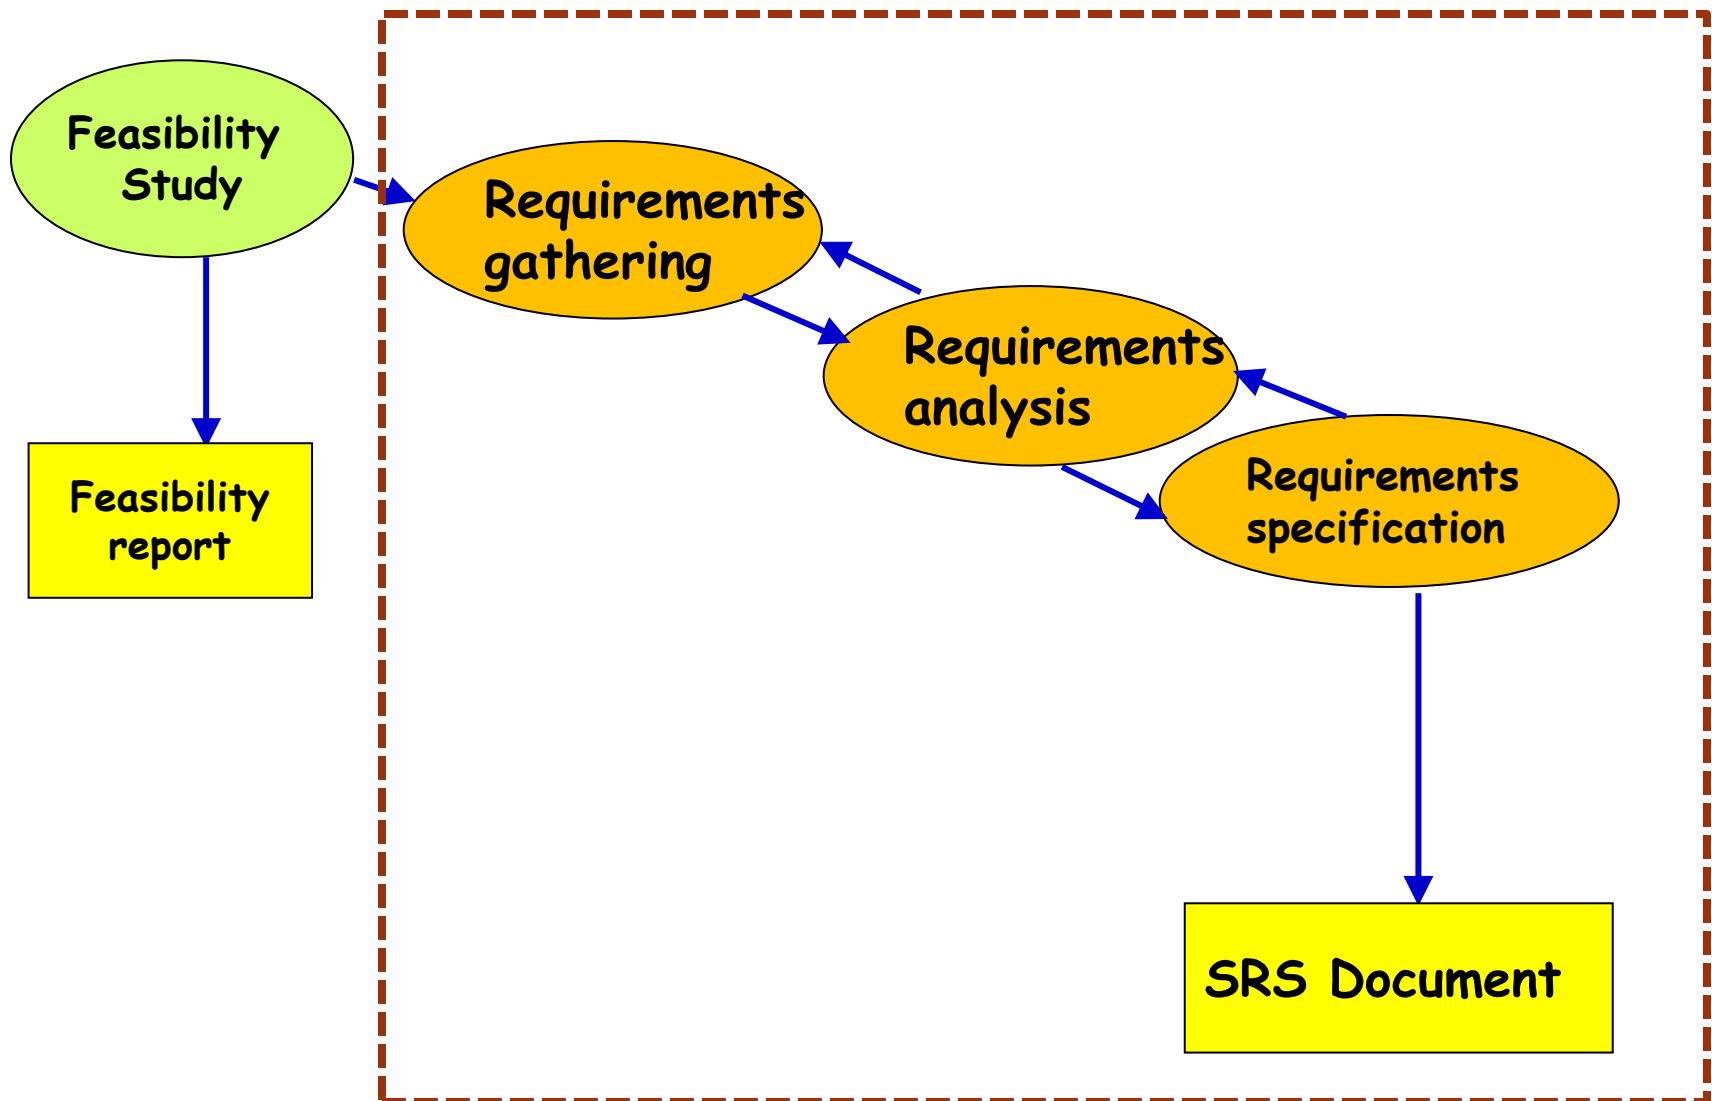 Feasibility
Study
Requirements
gathering
Requirements
analysis
Requirements
specification
Feasibility
report
SRS Document